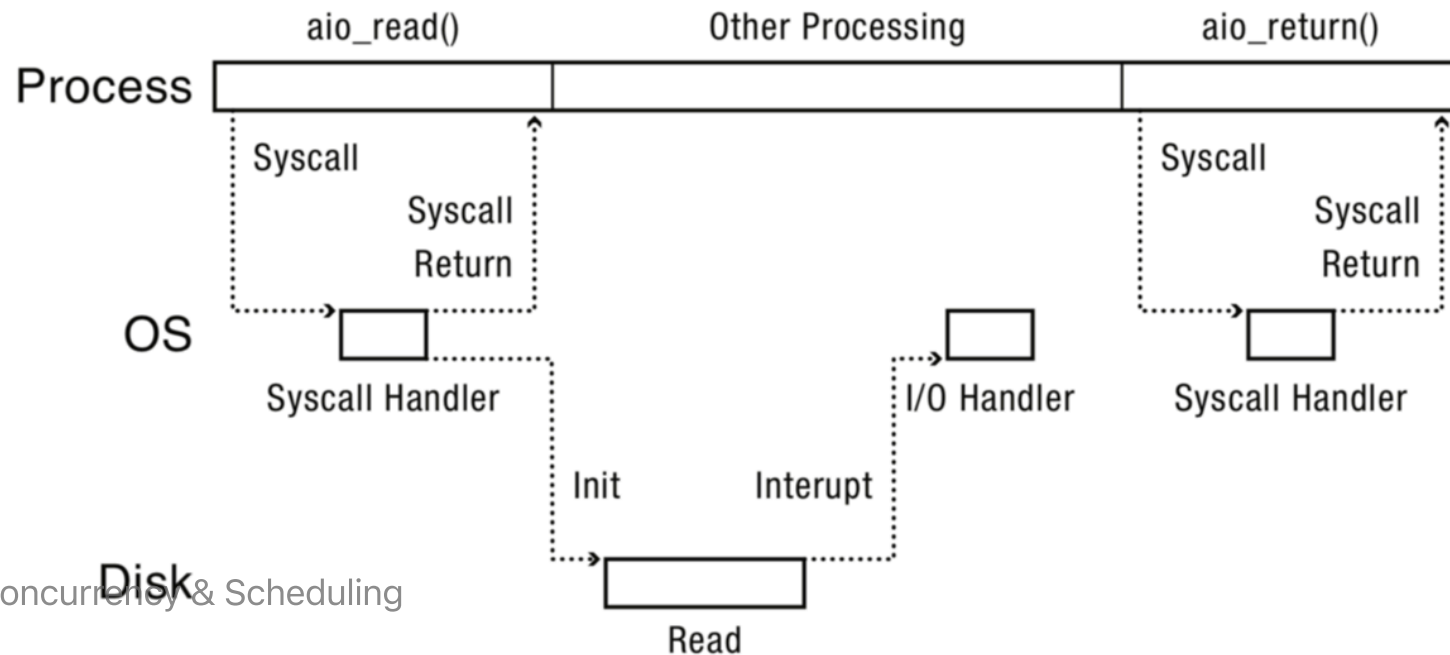 aio_read()
Other Processing
aio_return()
Process
Syscall
Syscall
Return
Syscall
Syscall
Return
OS
Syscall Handler
I/O Handler
Syscall Handler
Init
Interupt
Disk
oncurrency & Scheduling
Read